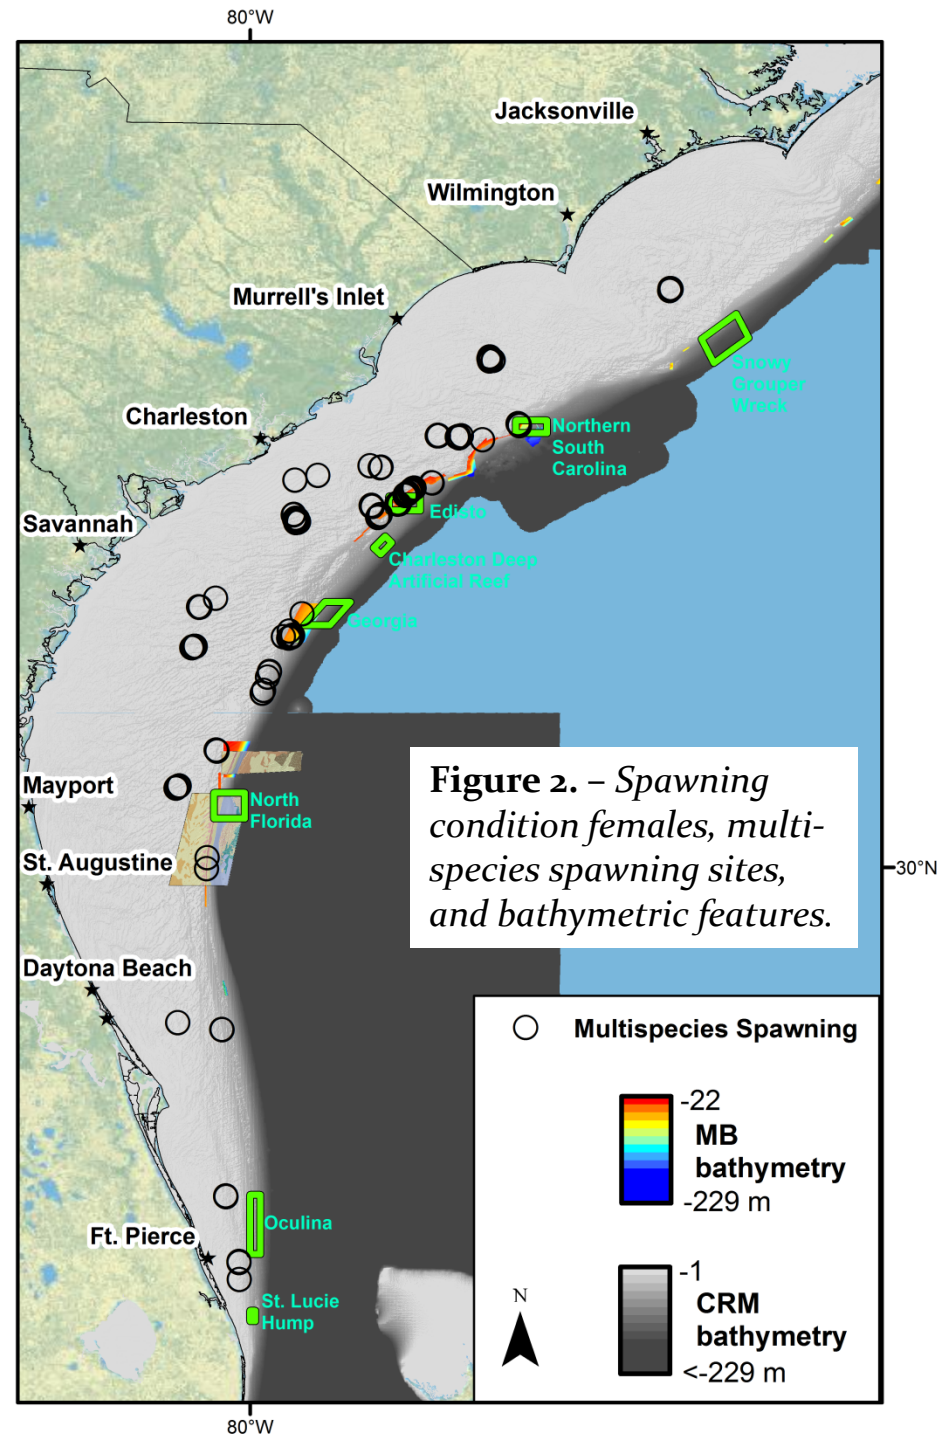 80°W
Jacksonville
Wilmington
Murrell's Inlet
Snowy
Grouper
Wreck
Charleston
Northern
South
Carolina
Edisto
Savannah
Charleston Deep
Artificial Reef
Georgia
Mayport
North
Florida
St. Augustine
Figure 2. – Spawning
condition females, multi-
species spawning sites,
and bathymetric features.
30°N
Daytona Beach
Multispecies Spawning
-22
MB
bathymetry
-229 m
Oculina
Ft. Pierce
St. Lucie
Hump
N
-1
CRM
bathymetry
<-229 m
80°W